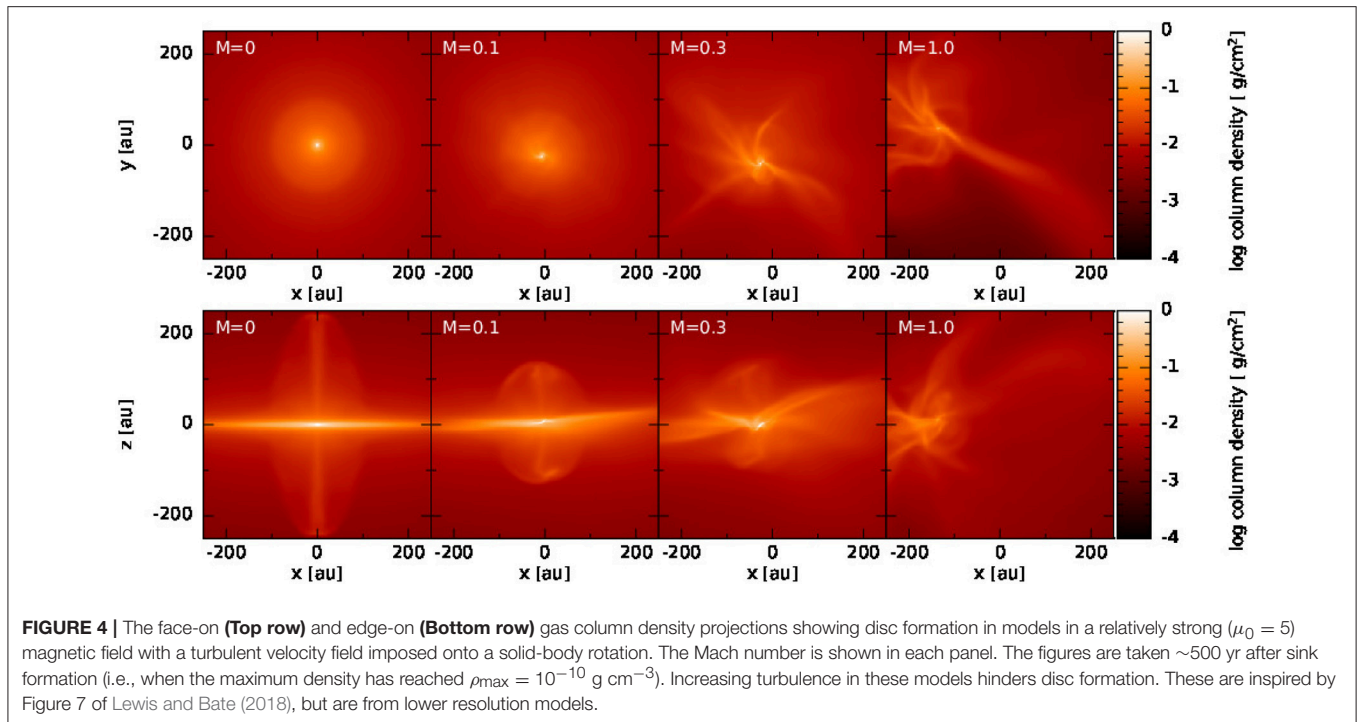 M=0 M=0.1 M=0.3 M=1.0
200
0
-200
y [au]
-200 0 200 -200 0 200 -200 0 200 -200 0 200
x [au] x [au] x [au] x [au]
0
-1
-2
-3
-4
log column density [ g/cm²]
M=0 M=0.1 M=0.3 M=1.0
200
0
-200
z [au]
-200 0 200 -200 0 200 -200 0 200 -200 0 200
x [au] x [au] x [au] x [au]
0
-1
-2
-3
-4
log column density [ g/cm²]
FIGURE 4 | The face-on (Top row) and edge-on (Bottom row) gas column density projections showing disc formation in models in a relatively strong (μ₀ = 5)
magnetic field with a turbulent velocity field imposed onto a solid-body rotation. The Mach number is shown in each panel. The figures are taken ∼500 yr after sink
formation (i.e., when the maximum density has reached ρmax = 10⁻¹⁰ g cm⁻³). Increasing turbulence in these models hinders disc formation. These are inspired by
Figure 7 of Lewis and Bate (2018), but are from lower resolution models.